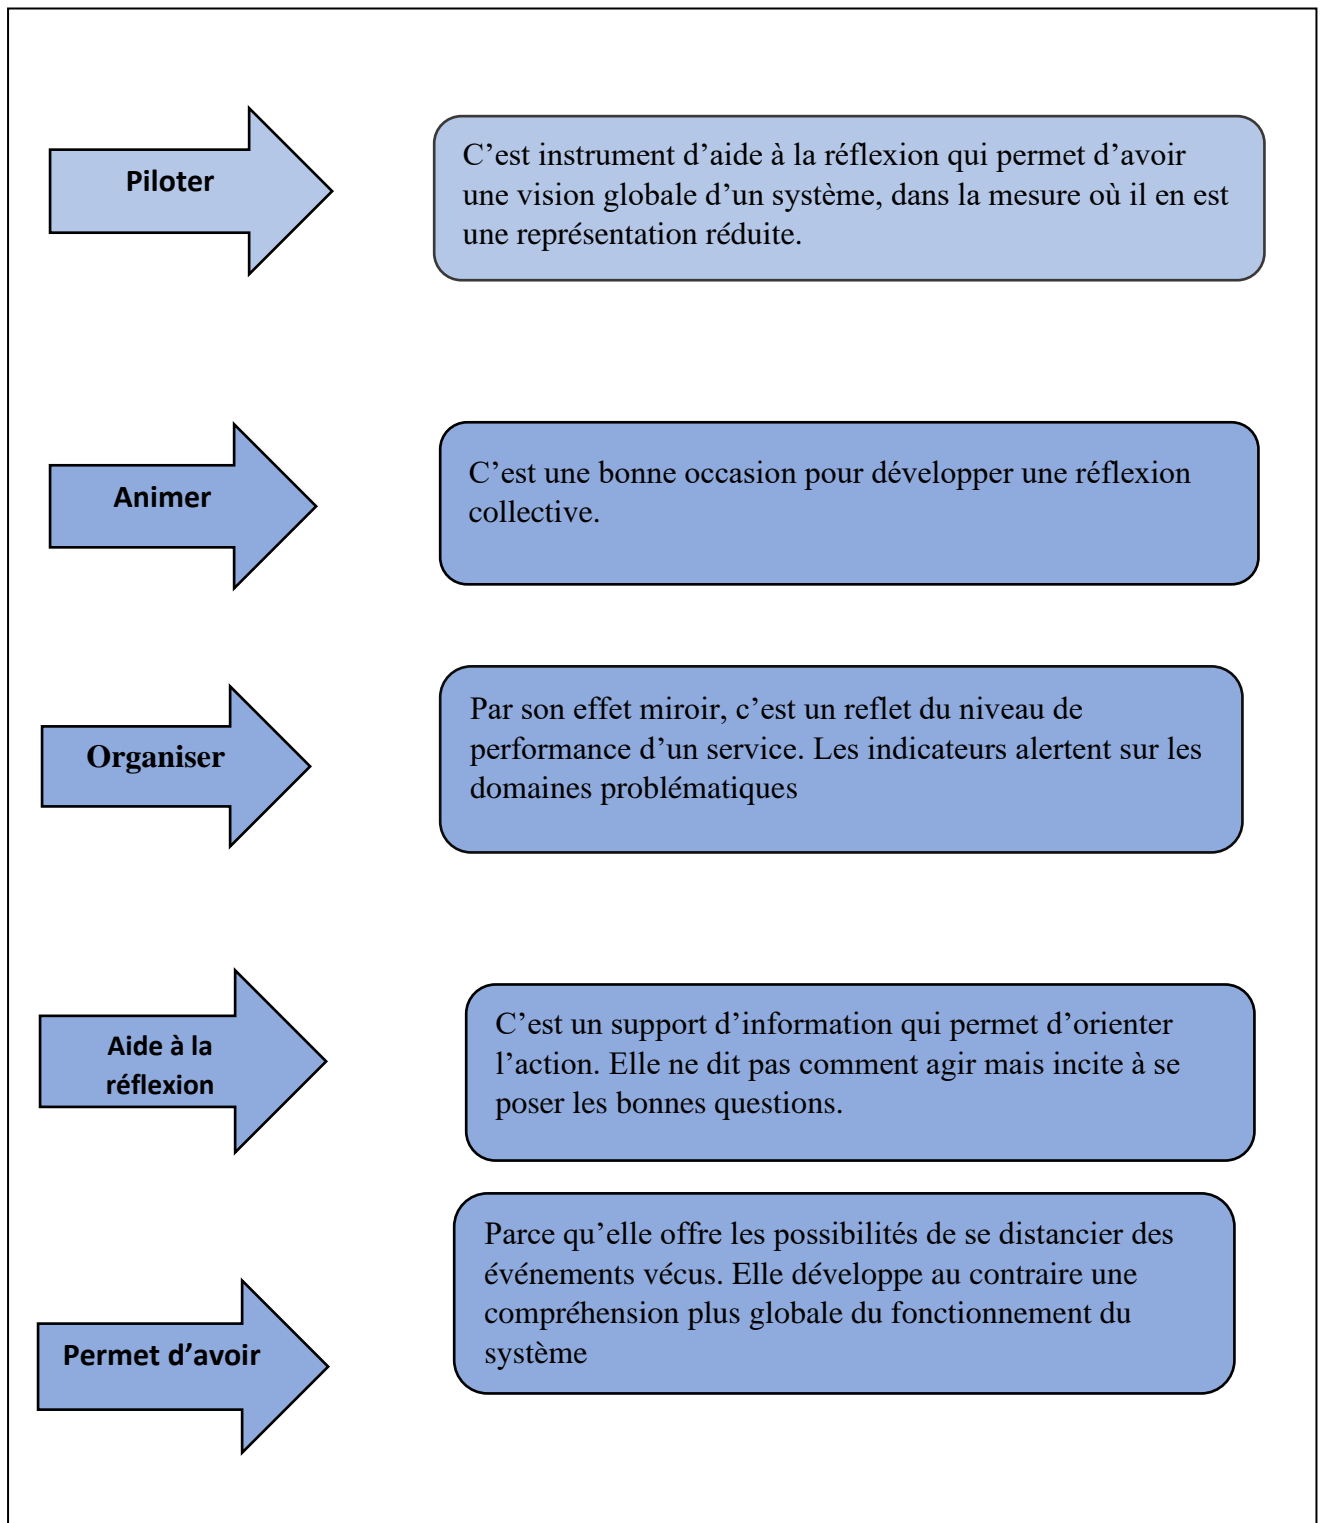 Piloter
C’est instrument d’aide à la réflexion qui permet d’avoir
une vision globale d’un système, dans la mesure où il en est
une représentation réduite.
Animer
C’est une bonne occasion pour développer une réflexion
collective.
Organiser
Par son effet miroir, c’est un reflet du niveau de
performance d’un service. Les indicateurs alertent sur les
domaines problématiques
Aide à la
réflexion
C’est un support d’information qui permet d’orienter
l’action. Elle ne dit pas comment agir mais incite à se
poser les bonnes questions.
Permet d’avoir
Parce qu’elle offre les possibilités de se distancier des
événements vécus. Elle développe au contraire une
compréhension plus globale du fonctionnement du
système